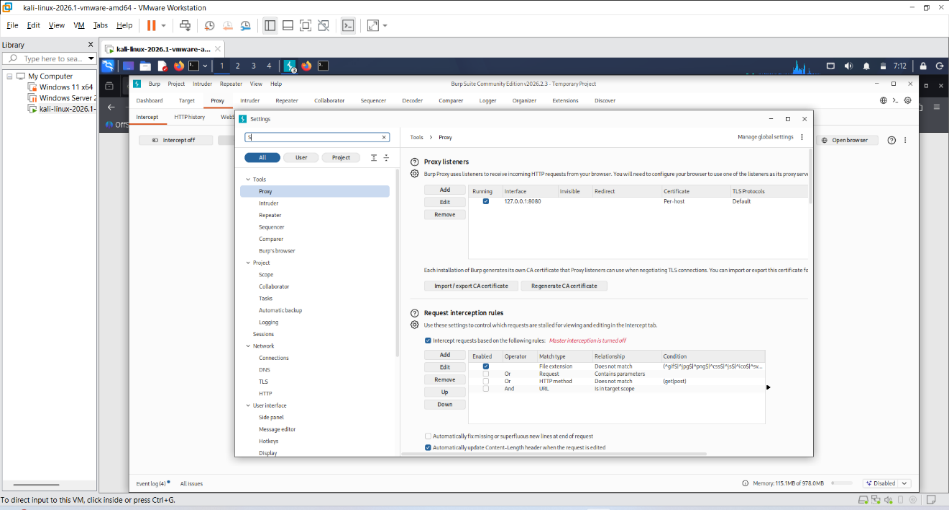 kali-linux-2026.1-vmware-amd64 - VMware Workstation
File Edit View VM Tabs Help
Library
Type here to sea...
My Computer
Windows 11 x64
Windows Server 2
kali-linux-2026.1-
kali-linux-2026.1-vmware-a...
1 2 3 4
7:12
Burp Project Intruder Repeater View Help
Burp Suite Community Edition v2026.2.3 - Temporary Project
Dashboard Target Proxy Intruder Repeater Collaborator Sequencer Decoder Comparer Logger Organizer Extensions Discover
Intercept HTTP history
Intercept off
Open browser
Settings
Tools > Proxy
Manage global settings
All User Project
Tools
Proxy
Intruder
Repeater
Sequencer
Comparer
Burp's browser
Project
Scope
Collaborator
Tasks
Automatic backup
Logging
Sessions
Network
Connections
DNS
TLS
HTTP
User interface
Side panel
Message editor
Hotkeys
Display
Proxy listeners
Burp Proxy uses listeners to receive incoming HTTP requests from your browser. You will need to configure your browser to use one of the listeners as its proxy serve
Add
Edit
Remove
Running Interface Invisible Redirect Certificate TLS Protocols
127.0.0.1:8080 Per-host Default
Each installation of Burp generates its own CA certificate that Proxy listeners can use when negotiating TLS connections. You can import or export this certificate fo
Import / export CA certificate Regenerate CA certificate
Request interception rules
Use these settings to control which requests are stalled for viewing and editing in the Intercept tab.
Intercept requests based on the following rules: Master interception is turned off
Add
Edit
Remove
Up
Down
Enabled Operator Match type Relationship Condition
File extension Does not match (^gif$|^jpg$|^png$|^css$|^js$|^ico$|^sv...
Or Request Contains parameters
Or HTTP method Does not match (get|post)
And URL Is in target scope
Automatically fix missing or superfluous new lines at end of request
Automatically update Content-Length header when the request is edited
Event log (4) All issues
Memory: 115.1MB of 978.0MB
Disabled
To direct input to this VM, click inside or press Ctrl+G.